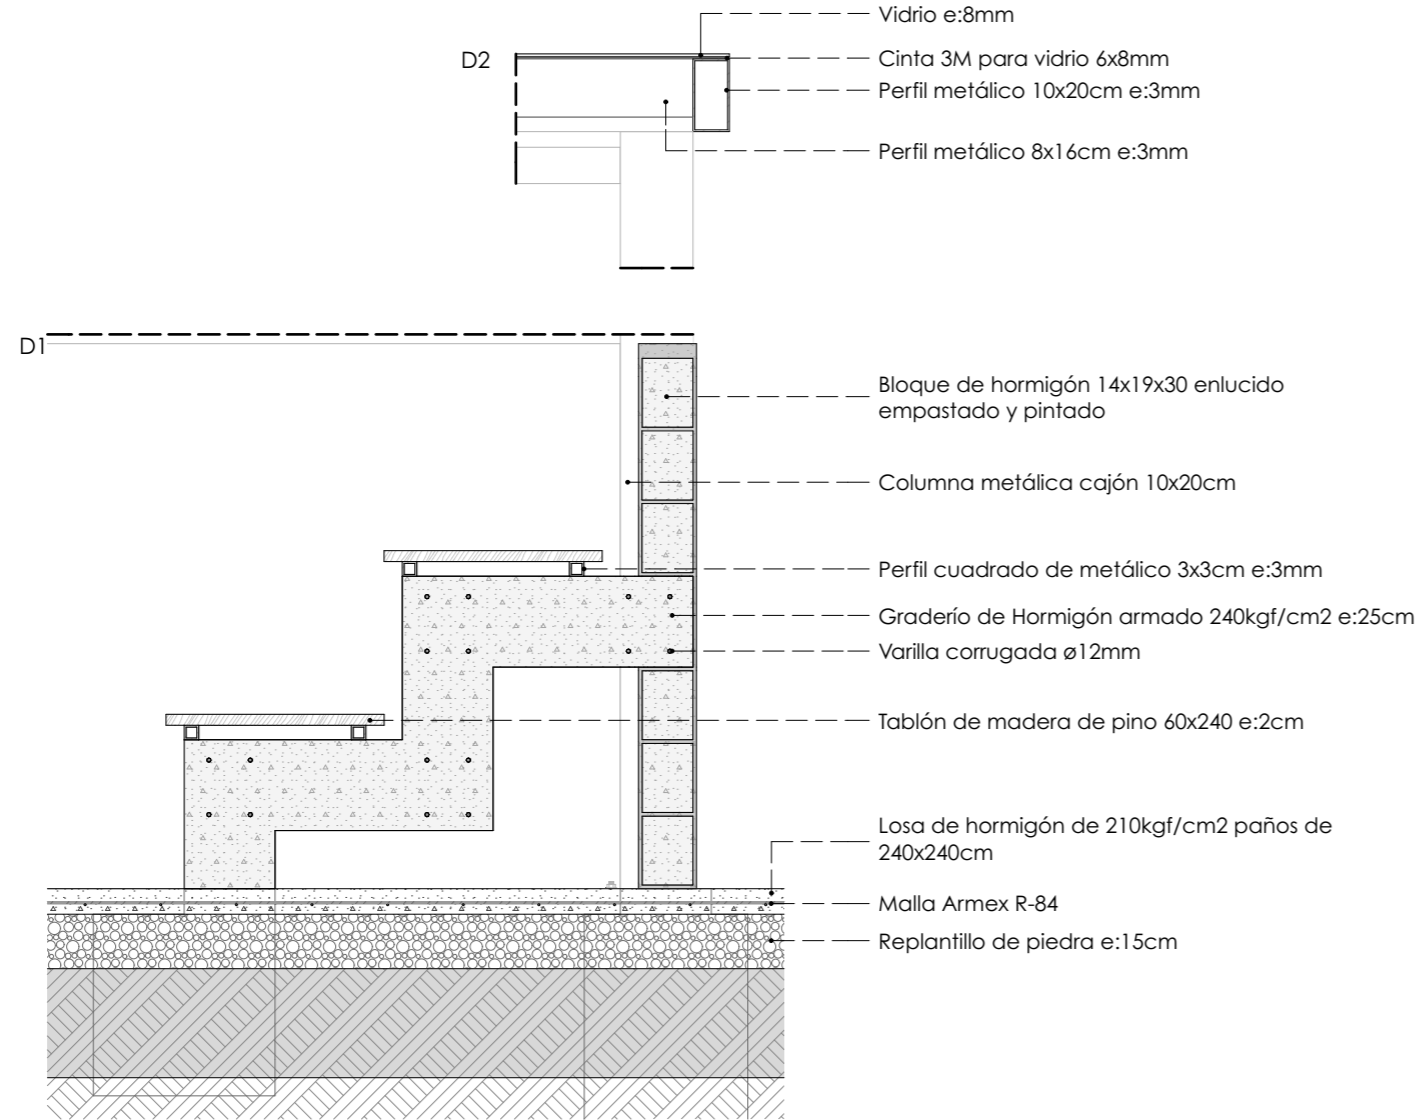 Vidrio e:8mm
D2
Cinta 3M para vidrio 6x8mm
Perfil metálico 10x20cm e:3mm
Perfil metálico 8x16cm e:3mm
D1
Bloque de hormigón 14x19x30 enlucido
empastado y pintado
Columna metálica cajón 10x20cm
Perfil cuadrado de metálico 3x3cm e:3mm
Graderío de Hormigón armado 240kgf/cm2 e:25cm
Varilla corrugada ø12mm
Tablón de madera de pino 60x240 e:2cm
Losa de hormigón de 210kgf/cm2 paños de
240x240cm
Malla Armex R-84
Replantillo de piedra e:15cm